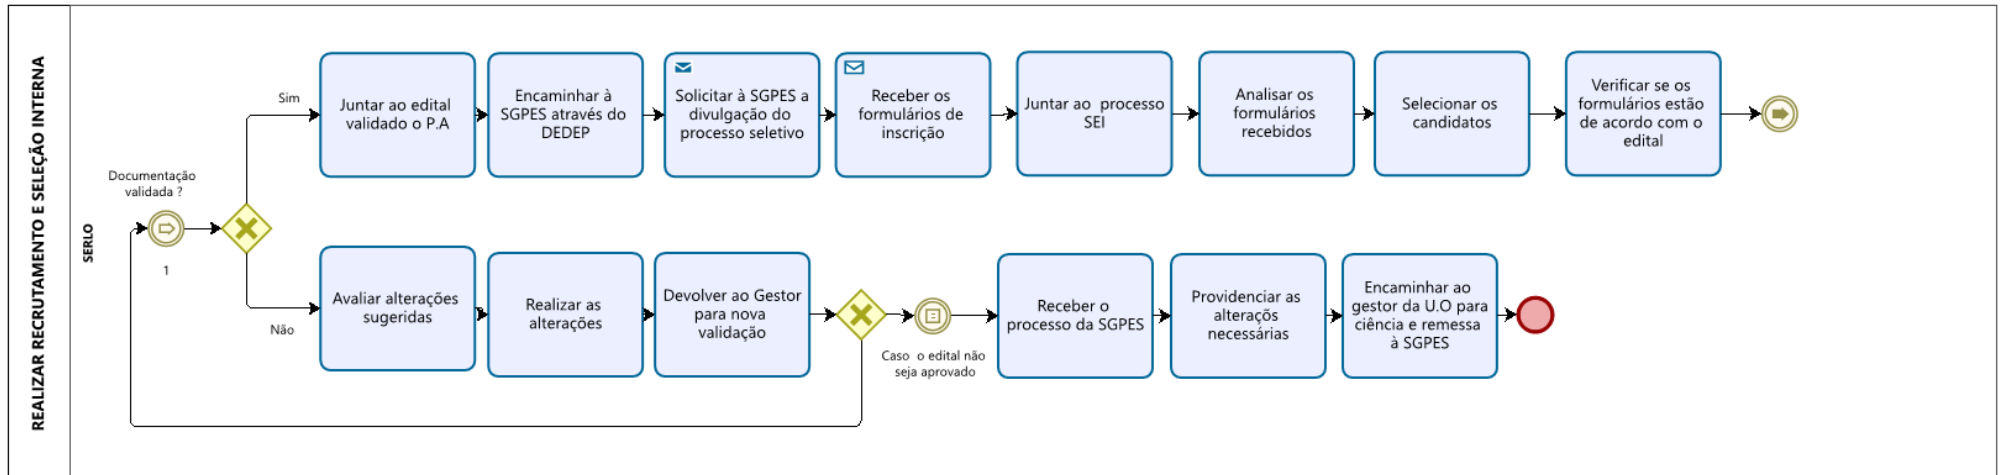 REALIZAR RECRUTAMENTO E SELEÇÃO INTERNA
SERLO
Documentação
validada ?
1
Sim
Juntar ao edital
validado o P.A
Encaminhar à
SGPES através do
DEDEP
Solicitar à SGPES a
divulgação do
processo seletivo
Receber os
formulários de
inscrição
Juntar ao  processo
SEI
Analisar os
formulários
recebidos
Selecionar os
candidatos
Verificar se os
formulários estão
de acordo com o
edital
Não
Avaliar alterações
sugeridas
Realizar as
alterações
Devolver ao Gestor
para nova
validação
Caso  o edital não
seja aprovado
Receber o
processo da SGPES
Providenciar as
alteraçõs
necessárias
Encaminhar ao
gestor da U.O para
ciência e remessa
à SGPES